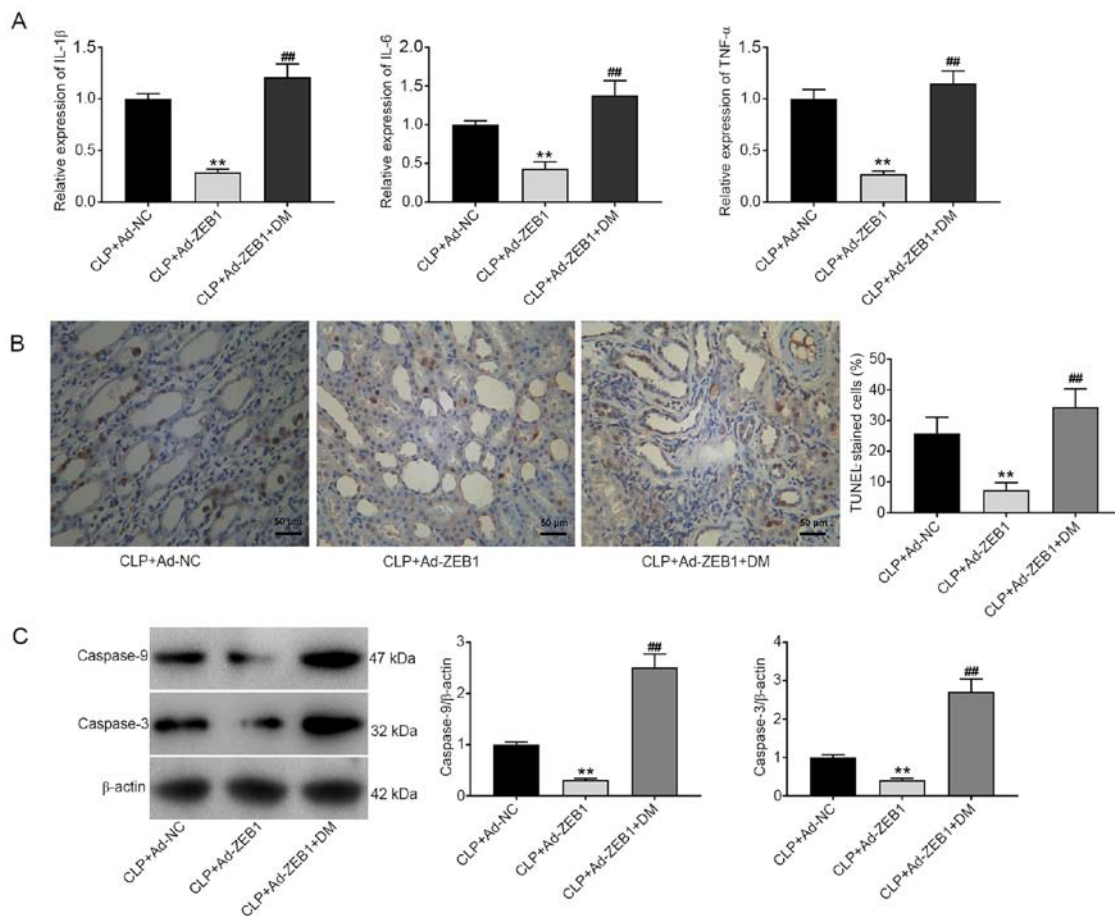 A
Relative expression of IL-1β
1.5
1.0
0.5
0.0
**
##
CLP+Ad-NC
CLP+Ad-ZEB1
CLP+Ad-ZEB1+DM
Relative expression of IL-6
2.0
1.5
1.0
0.5
0.0
**
##
CLP+Ad-NC
CLP+Ad-ZEB1
CLP+Ad-ZEB1+DM
Relative expression of TNF-α
1.5
1.0
0.5
0.0
**
##
CLP+Ad-NC
CLP+Ad-ZEB1
CLP+Ad-ZEB1+DM
B
50 µm
50 µm
50 µm
CLP+Ad-NC
CLP+Ad-ZEB1
CLP+Ad-ZEB1+DM
TUNEL-stained cells (%)
50
40
30
20
10
0
**
##
CLP+Ad-NC
CLP+Ad-ZEB1
CLP+Ad-ZEB1+DM
C
Caspase-9
47 kDa
Caspase-3
32 kDa
β-actin
42 kDa
CLP+Ad-NC
CLP+Ad-ZEB1
CLP+Ad-ZEB1+DM
Caspase-9/β-actin
3
2
1
0
**
##
CLP+Ad-NC
CLP+Ad-ZEB1
CLP+Ad-ZEB1+DM
Caspase-3/β-actin
4
3
2
1
0
**
##
CLP+Ad-NC
CLP+Ad-ZEB1
CLP+Ad-ZEB1+DM